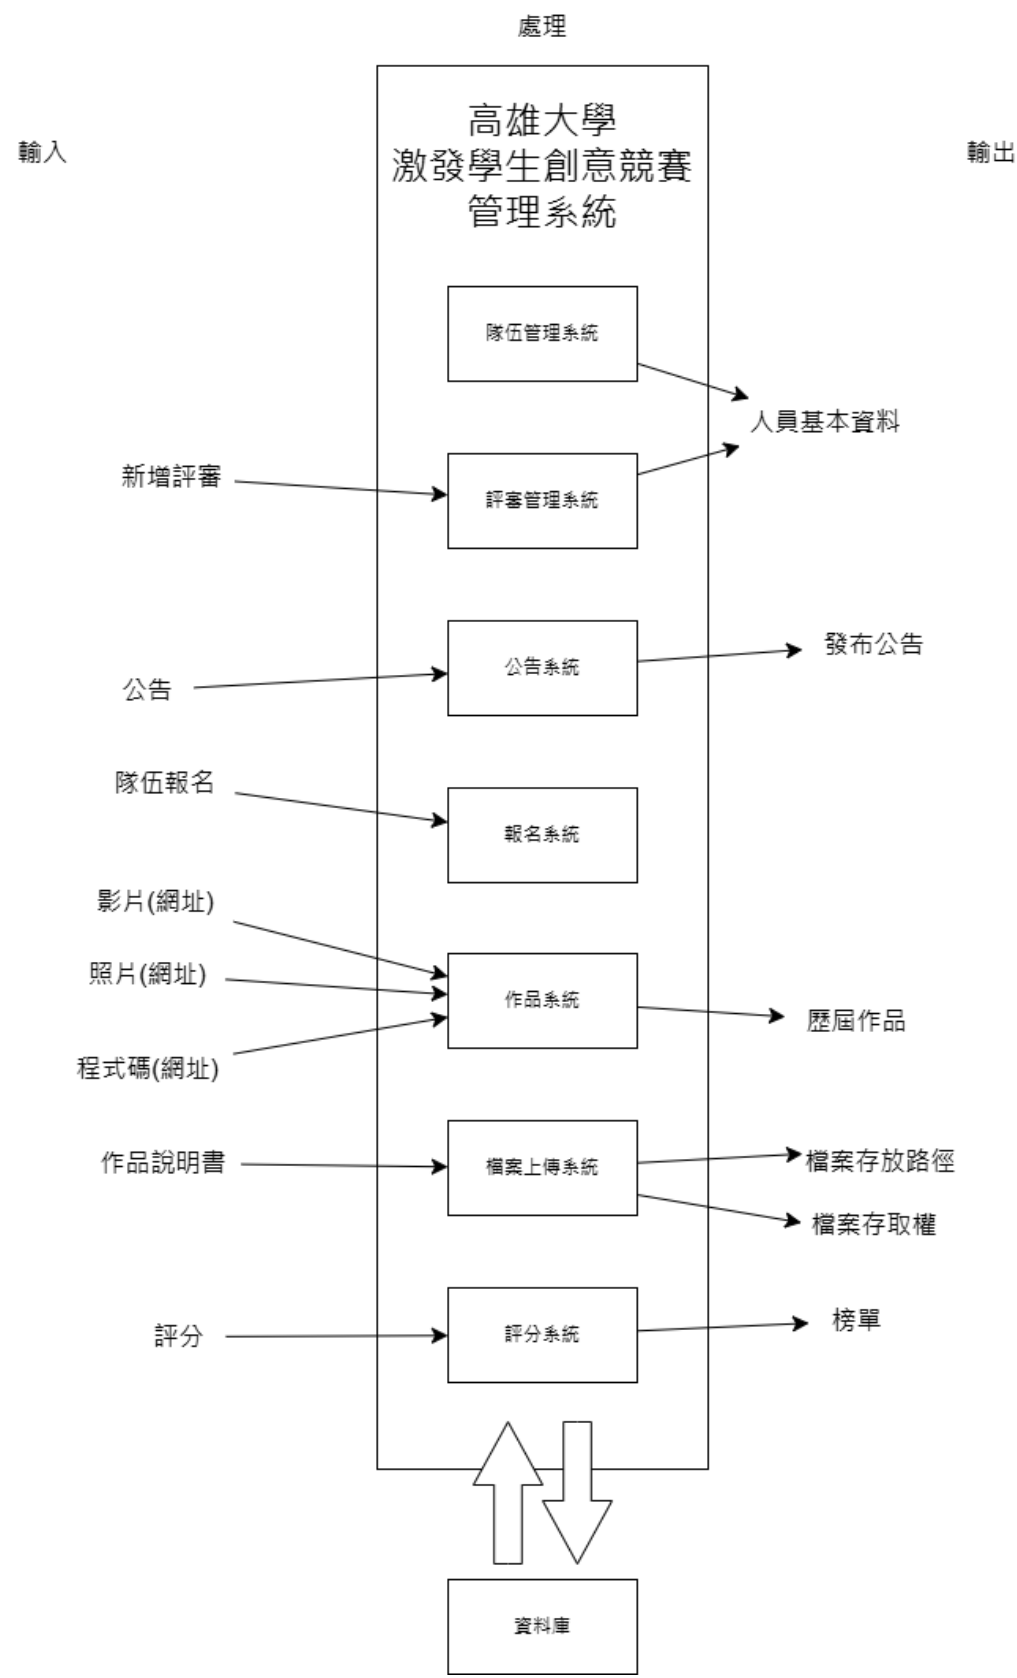 處理
輸入
輸出
高雄大學
激發學生創意競賽
管理系統
隊伍管理系統
人員基本資料
新增評審
評審管理系統
公告
公告系統
發布公告
隊伍報名
報名系統
影片(網址)
照片(網址)
程式碼(網址)
作品系統
歷屆作品
作品說明書
檔案上傳系統
檔案存放路徑
檔案存取權
評分
評分系統
榜單
資料庫